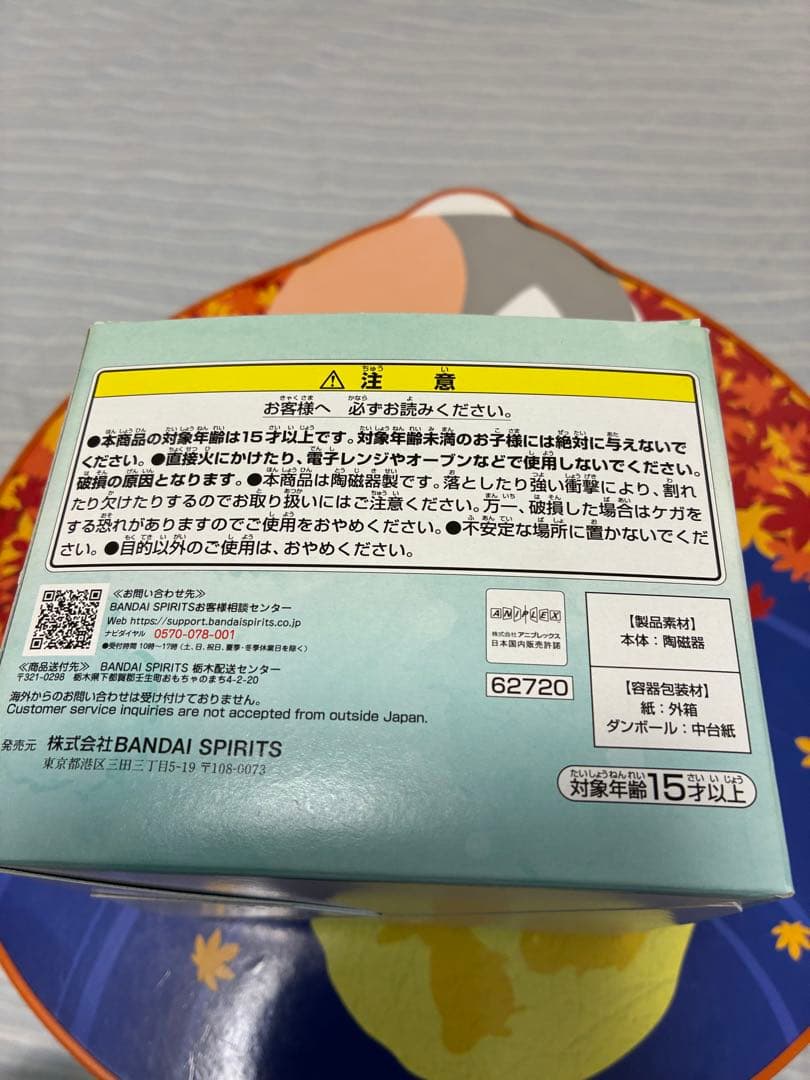 ⚠注意
お客様へ 必ずお読みください。
●本商品の対象年齢は15才以上です。対象年齢未満のお子様には絶対に与えないで
ください。●直接火にかけたり、電子レンジやオーブンなどで使用しないでください。
破損の原因となります。●本商品は陶磁器製です。落としたり強い衝撃により、割れ
たり欠けたりするのでお取り扱いにはご注意ください。万一、破損した場合はケガを
する恐れがありますのでご使用をおやめください。●不安定な場所に置かないでくだ
さい。●目的以外のご使用は、おやめください。
≪お問い合わせ先≫
BANDAI SPIRITSお客様相談センター
Web https://support.bandaispirits.co.jp
ナビダイヤル 0570-078-001
●受付時間 10時〜17時(土、日、祝日、夏季・冬季休業日を除く)
≪商品送付先≫ BANDAI SPIRITS 栃木配送センター
〒321-0298 栃木県下都賀郡壬生町おもちゃのまち4-2-20
海外からのお問い合わせは受け付けておりません。
Customer service inquiries are not accepted from outside Japan.
発売元 株式会社BANDAI SPIRITS
東京都港区三田三丁目5-19 〒108-0073
ANIPLEX
株式会社アニプレックス
日本国内販売許諾
62720
【製品素材】
本体:陶磁器
【容器包装材】
紙:外箱
ダンボール:中台紙
対象年齢15才以上